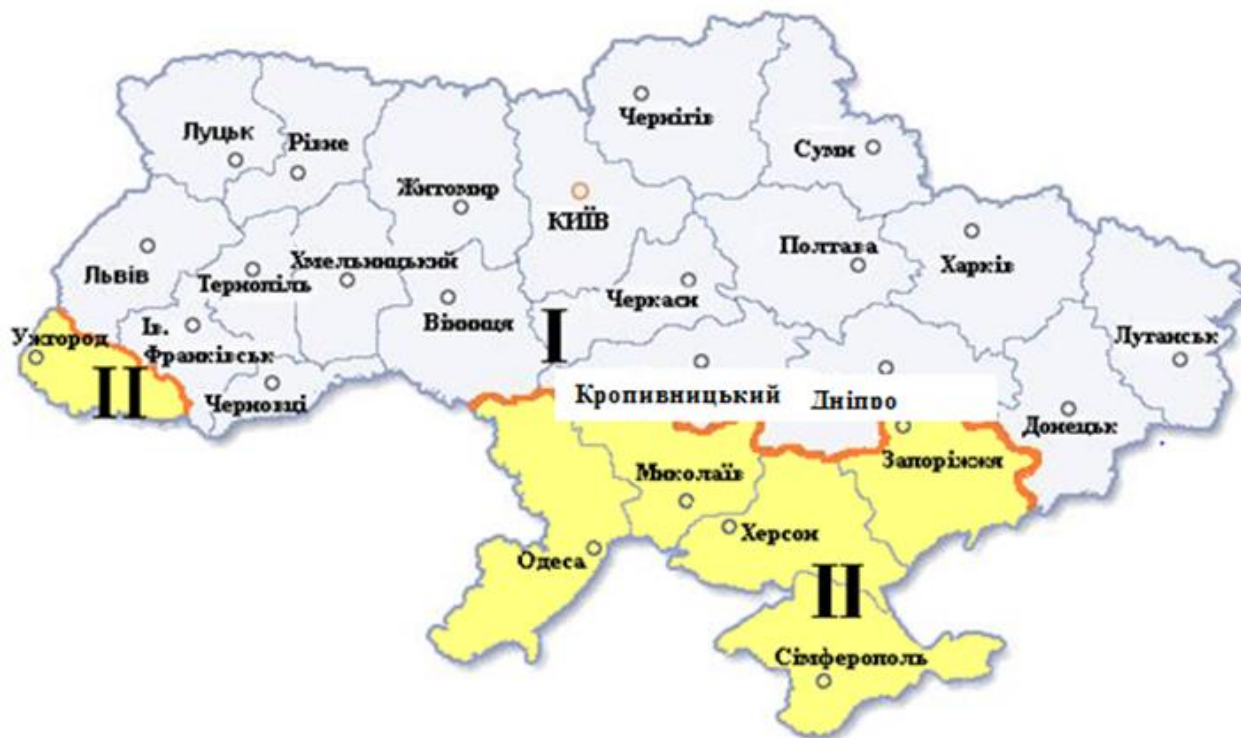 Чернігів
Луцьк
Рівне
Суми
Житомир
КИЇВ
Полтава
Львів
Тернопіль
Хмельницький
Харків
Черкаси
Вінниця
I
Ів.
Франківськ
Ужгород
II
Луганськ
Черновці
Кропивницький
Дніпро
Донецьк
Запоріжжя
Миколаїв
Херсон
Одеса
II
Сімферополь